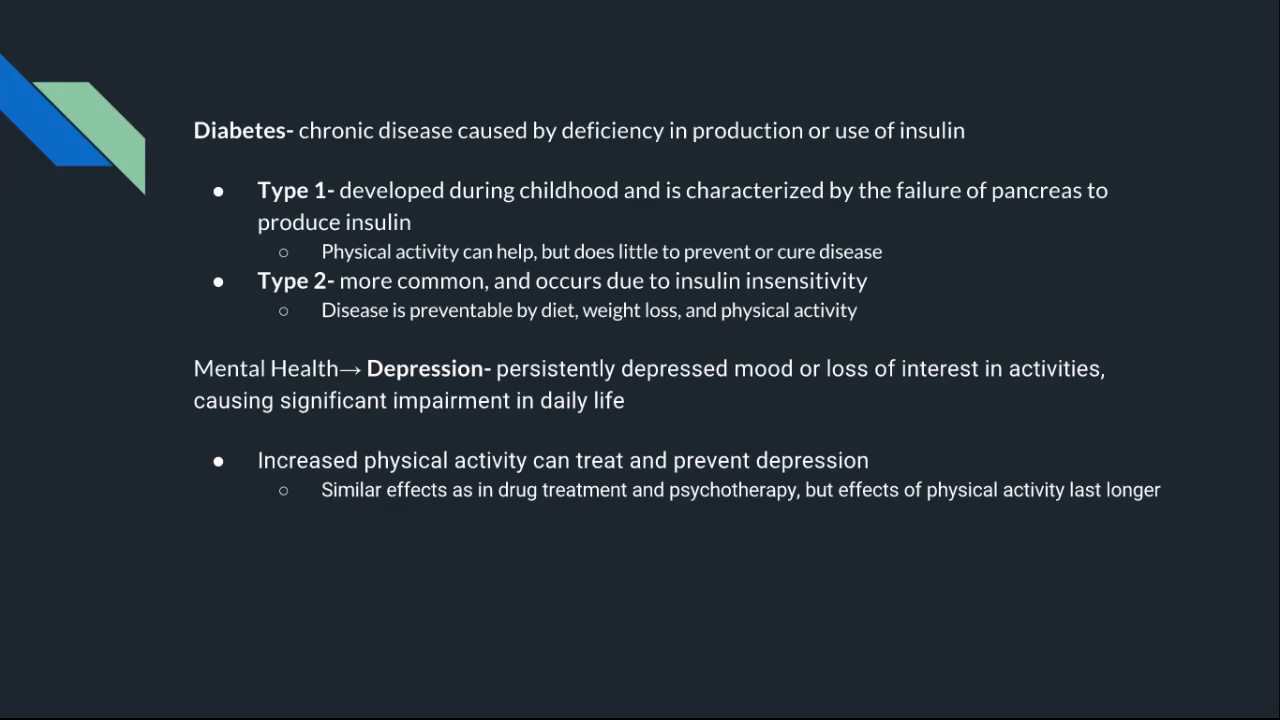 Diabetes- chronic disease caused by deficiency in production or use of insulin
● Type 1- developed during childhood and is characterized by the failure of pancreas to
produce insulin
○ Physical activity can help, but does little to prevent or cure disease
● Type 2- more common, and occurs due to insulin insensitivity
○ Disease is preventable by diet, weight loss, and physical activity
Mental Health→ Depression- persistently depressed mood or loss of interest in activities,
causing significant impairment in daily life
● Increased physical activity can treat and prevent depression
○ Similar effects as in drug treatment and psychotherapy, but effects of physical activity last longer